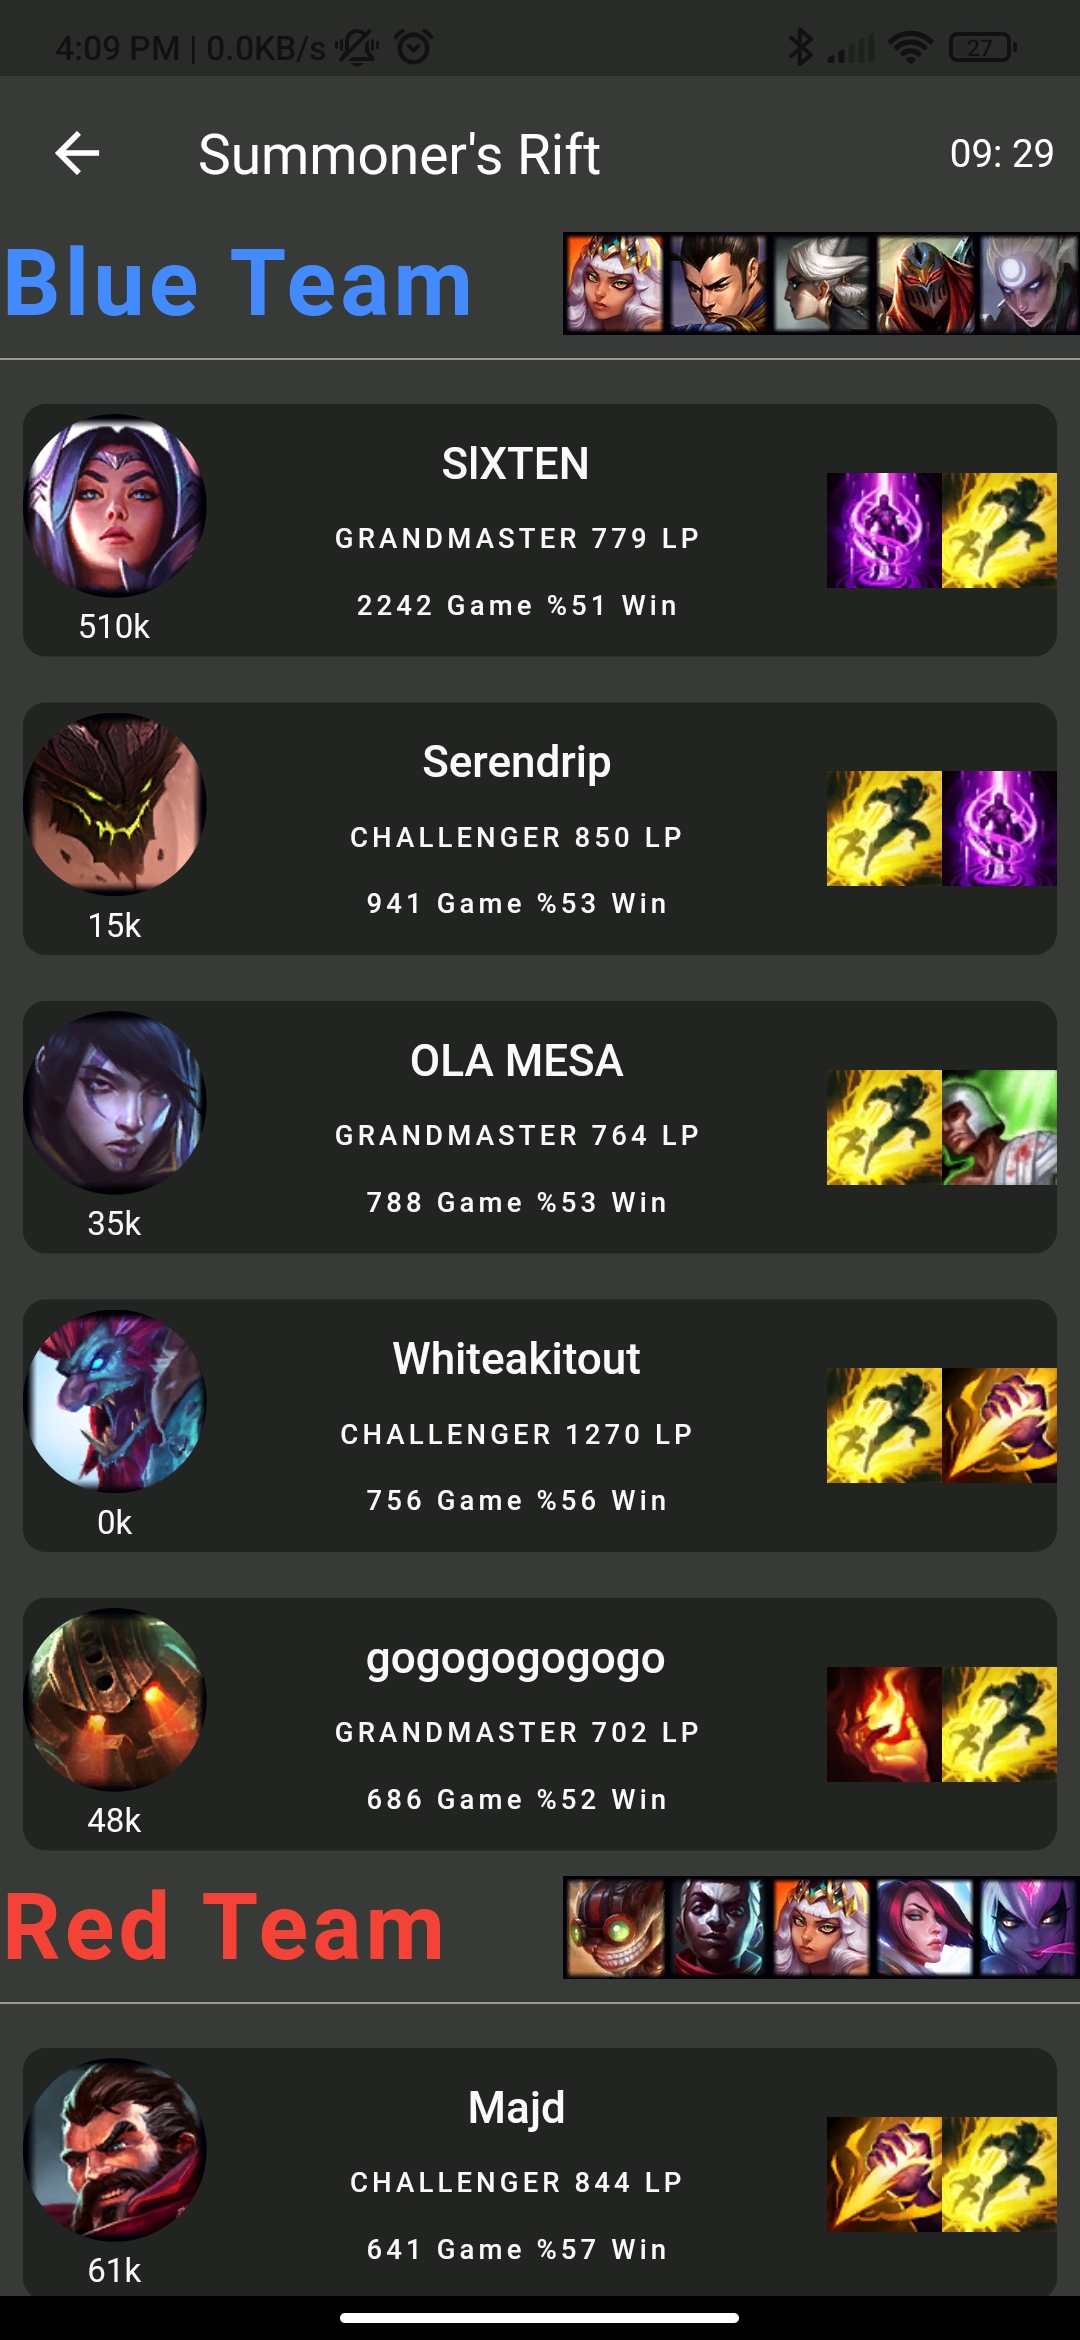 4:09 PM | 0.0KB/s
27
Summoner's Rift
09: 29
Blue Team
SlXTEN
GRANDMASTER 779 LP
2242 Game %51 Win
510k
Serendrip
CHALLENGER 850 LP
941 Game %53 Win
15k
OLA MESA
GRANDMASTER 764 LP
788 Game %53 Win
35k
Whiteakitout
CHALLENGER 1270 LP
756 Game %56 Win
0k
gogogogogogo
GRANDMASTER 702 LP
686 Game %52 Win
48k
Red Team
Majd
CHALLENGER 844 LP
641 Game %57 Win
61k